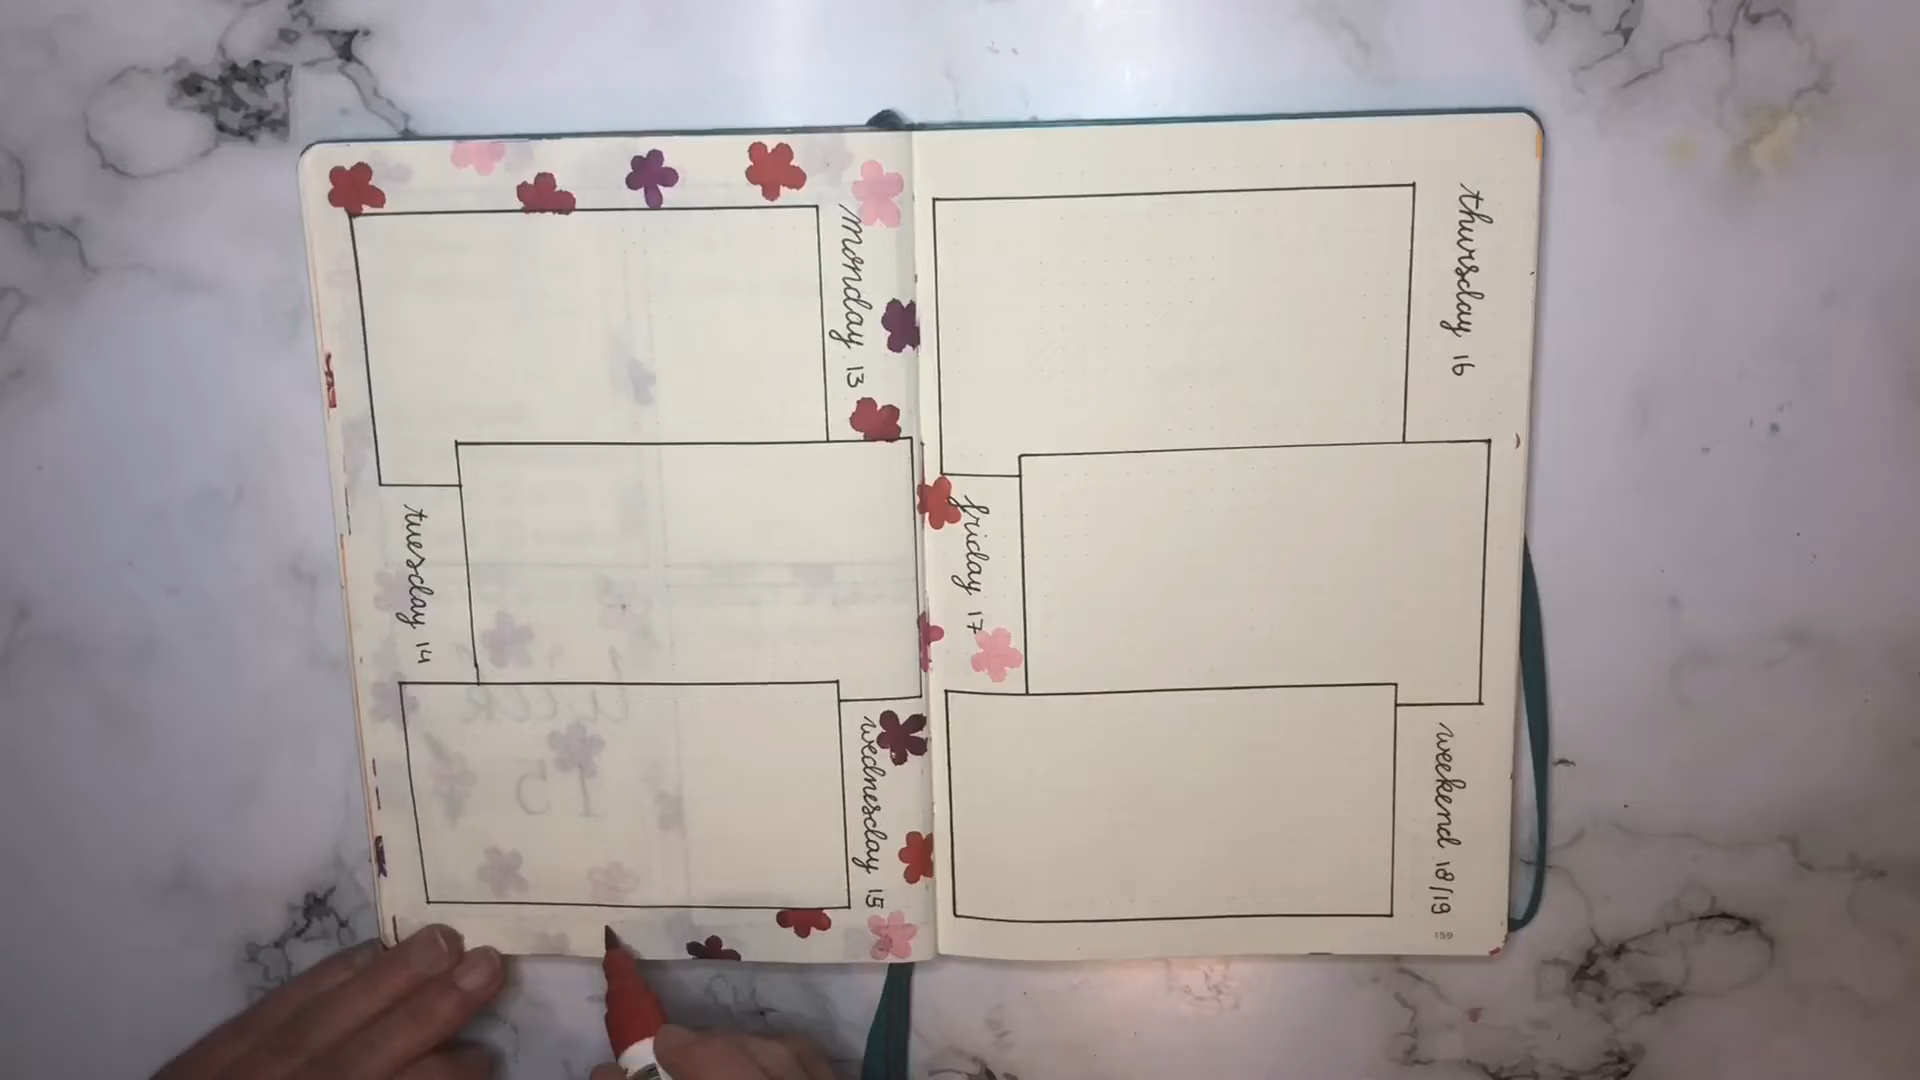 monday 13
tuesday 14
wednesday 15
thursday 16
friday 17
weekend 18/19
159